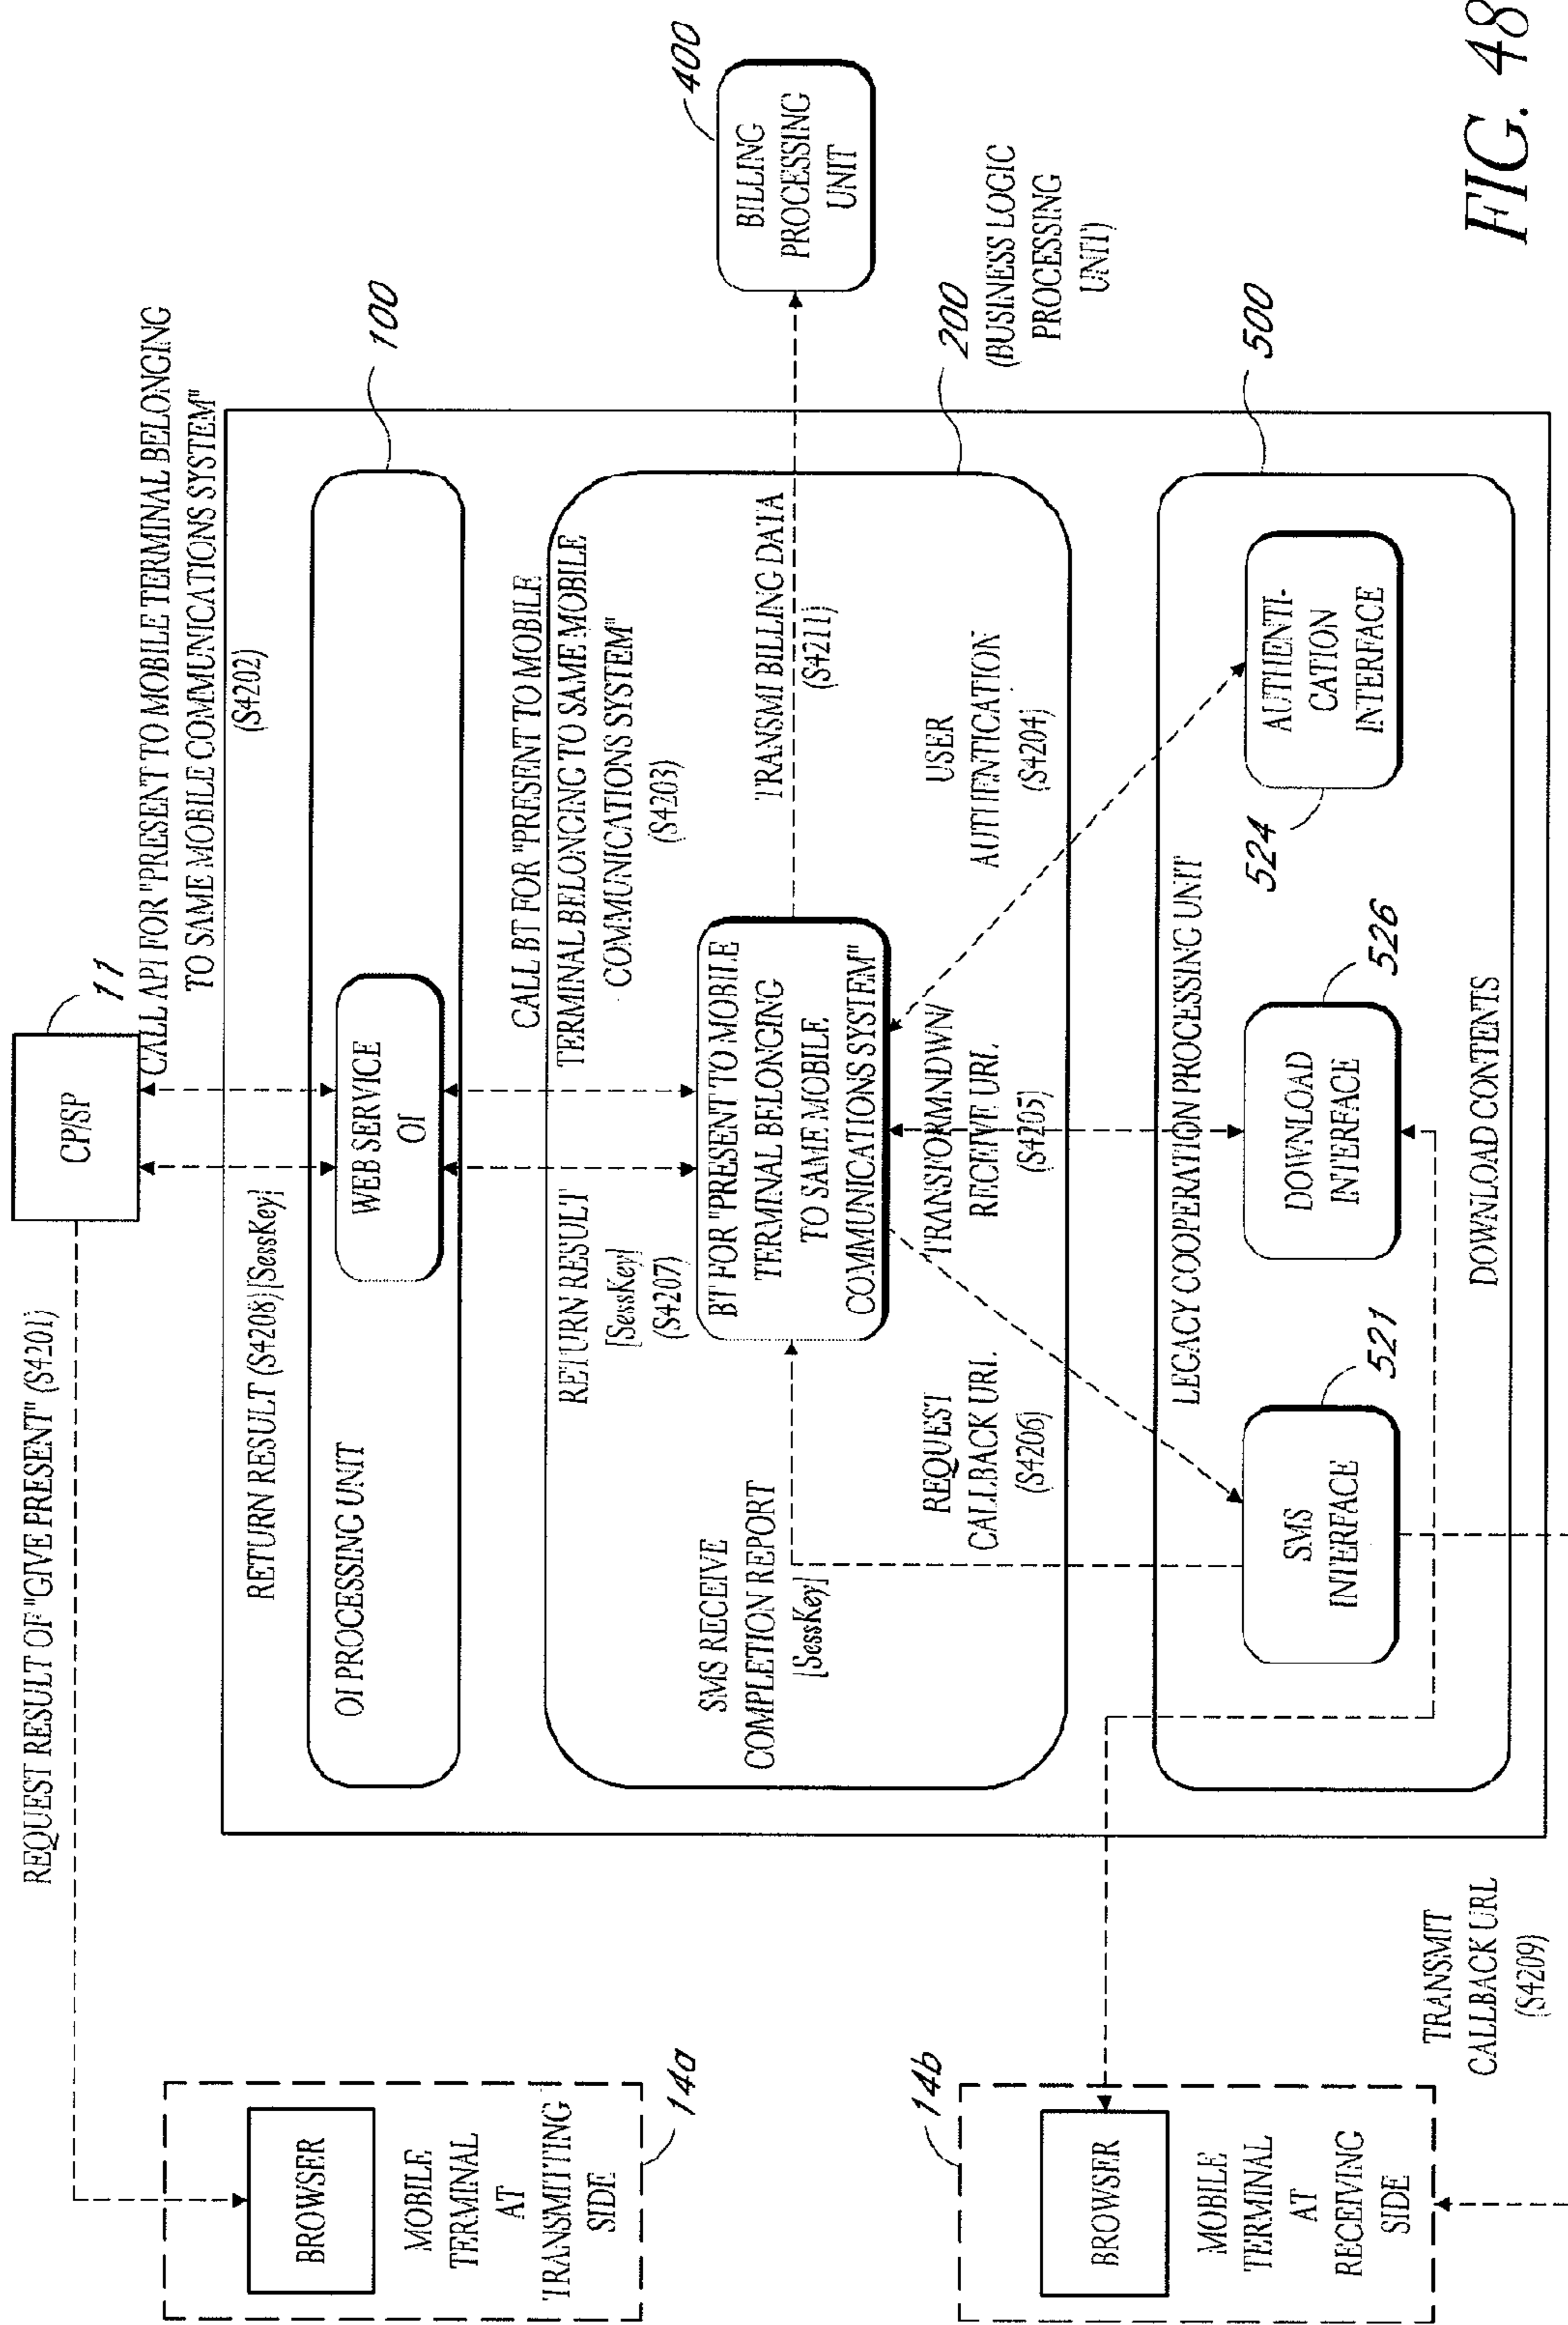 REQUEST RESULT OF "GIVE PRESENT" (S4201)
CP/SP
11
CALL API FOR "PRESENT TO MOBILE TERMINAL BELONGING
TO SAME MOBILE COMMUNICATIONS SYSTEM"
(S4202)
RETURN RESULT (S4208)[SessKey]
100
OI PROCESSING UNIT
WEB SERVICE
OI
CALL BT FOR "PRESENT TO MOBILE
TERMINAL BELONGING TO SAME MOBILE
COMMUNICATIONS SYSTEM"
(S4203)
RETURN RESULT
[SessKey]
(S4207)
SMS RECEIVE
COMPLETION REPORT
[SessKey]
BT FOR "PRESENT TO MOBILE
TERMINAL BELONGING
TO SAME MOBILE
COMMUNICATIONS SYSTEM"
TRANSMI BILLING DATA
(S4211)
400
BILLING
PROCESSING
UNIT
200
(BUSINESS LOGIC
PROCESSING
UNIT)
REQUEST
CALLBACK URL
(S4206)
TRANSFORMNDWN/
RECEIVE URL
(S4205)
USER
AUTHENTICATION
(S4204)
LEGACY COOPERATION PROCESSING UNIT
500
SMS
INTERFACE
521
DOWNLOAD
INTERFACE
526
AUTHENTI-
CATION
INTERFACE
524
DOWNLOAD CONTENTS
BROWSER
MOBILE
TERMINAL
AT
TRANSMITTING
SIDE
14a
14b
BROWSER
MOBILE
TERMINAL
AT
RECEIVING
SIDE
TRANSMIT
CALLBACK URL
(S4209)
FIG. 48